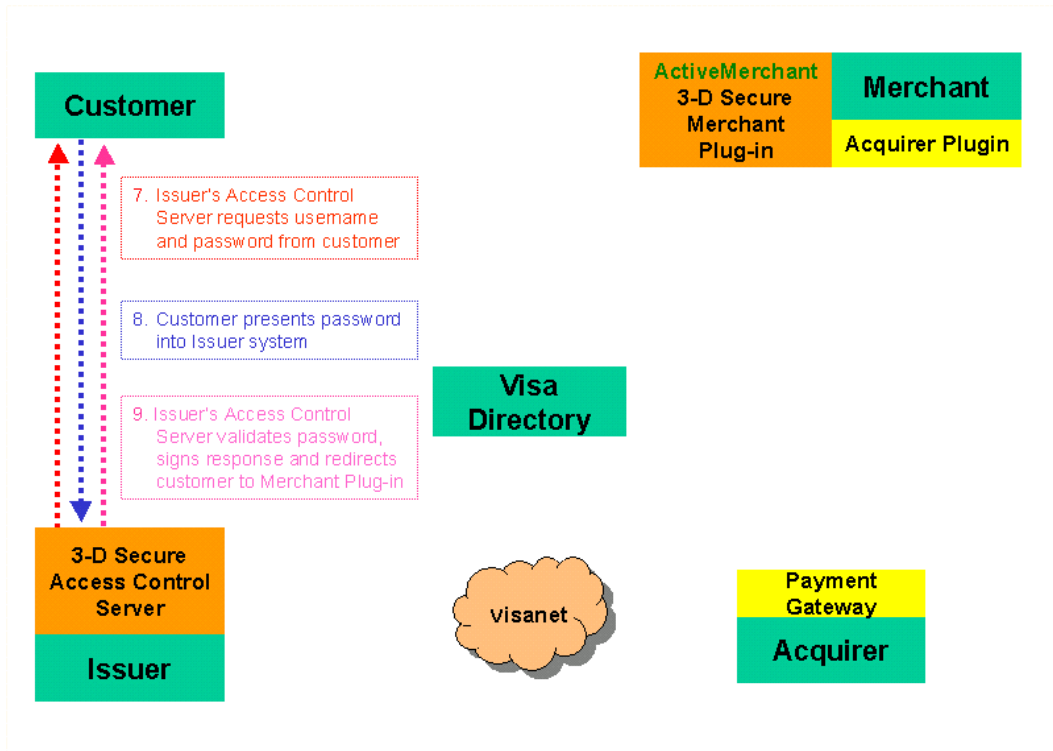 Customer
ActiveMerchant
3-D Secure
Merchant
Plug-in
Merchant
Acquirer Plugin
7. Issuer's Access Control
Server requests username
and password from customer
8. Customer presents password
into Issuer system
9. Issuer's Access Control
Server validates password,
signs response and redirects
customer to Merchant Plug-in
Visa
Directory
3-D Secure
Access Control
Server
Issuer
visanet
Payment
Gateway
Acquirer